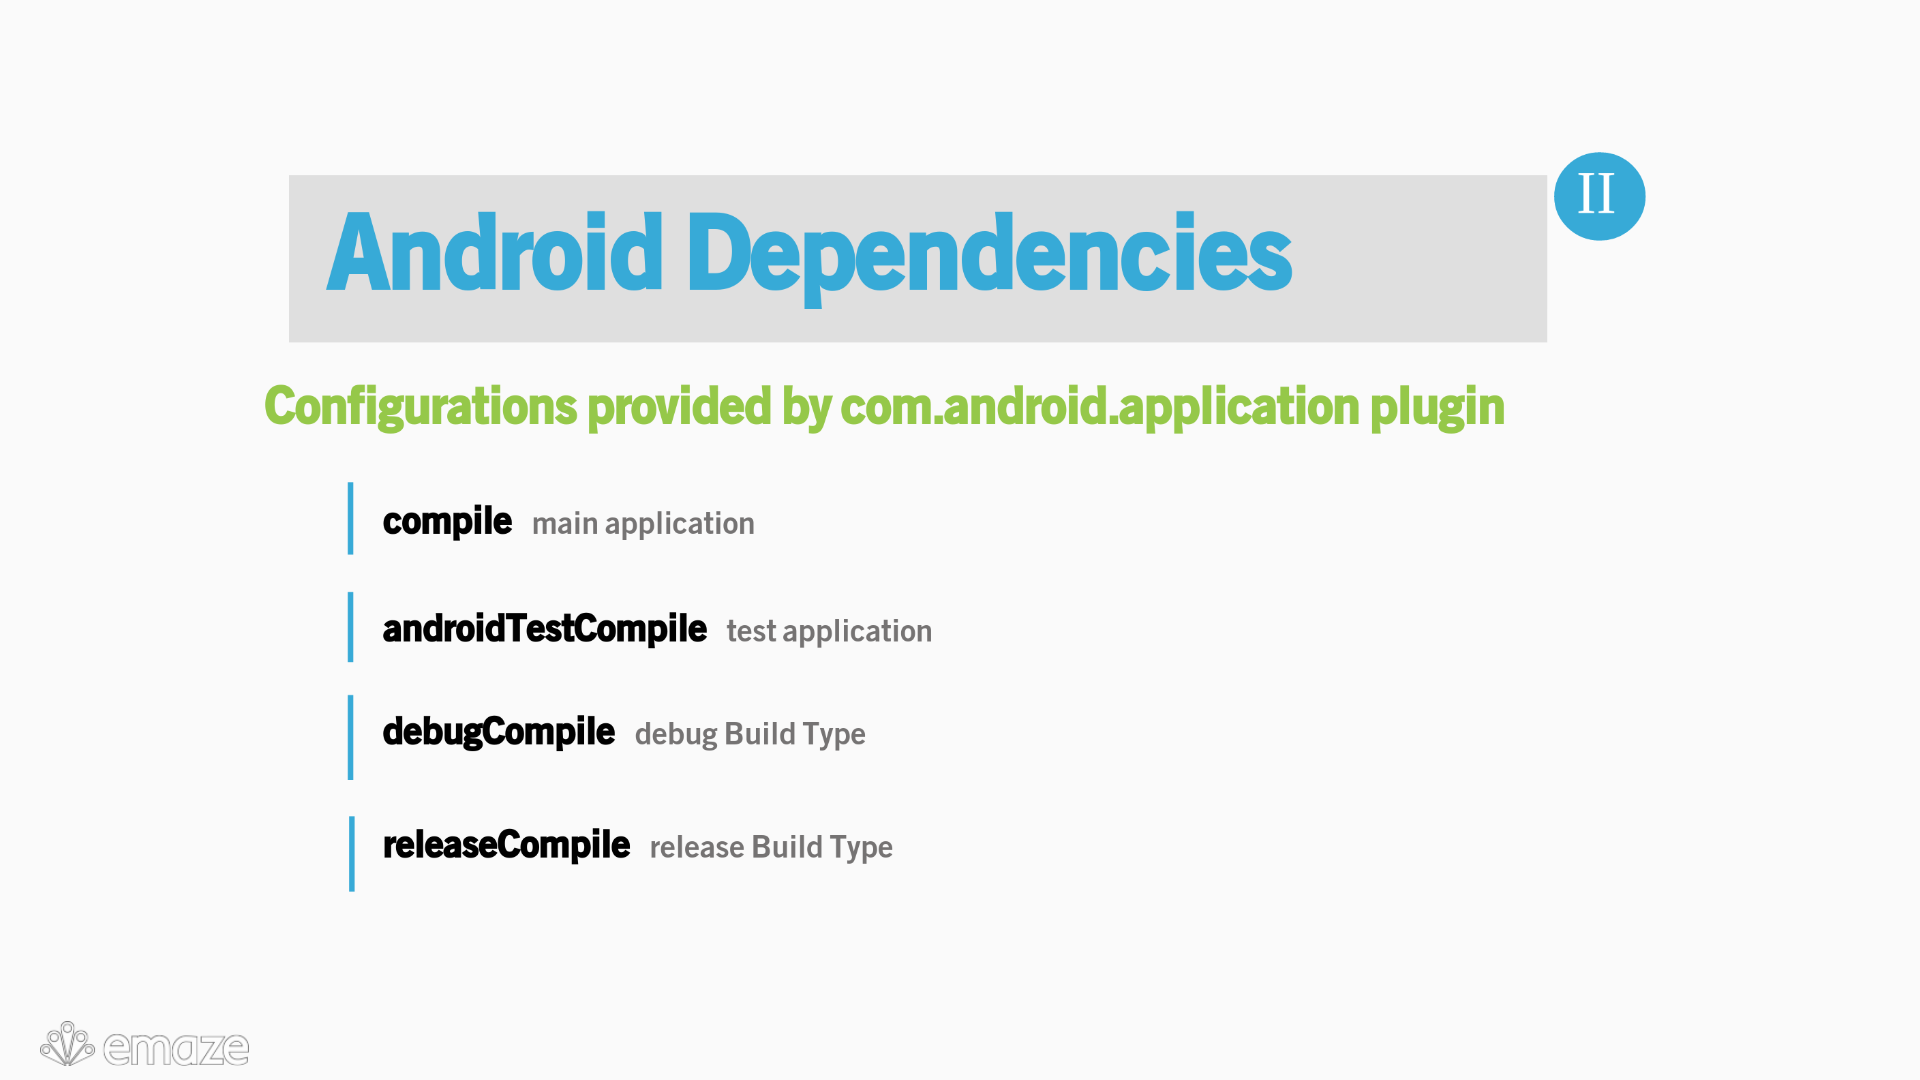 II
Android Dependencies
Configurations provided by com.android.application plugin
compile main application
androidTestCompile test application
debugCompile debug Build Type
releaseCompile release Build Type
emaze